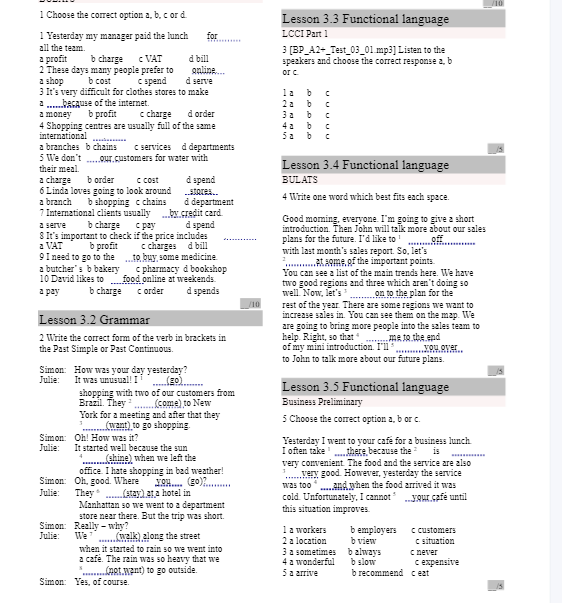 BULATS
1 Choose the correct option a, b, c or d.
1 Yesterday my manager paid the lunch ......for......
all the team.
a profit b charge c VAT d bill
2 These days many people prefer to ......online......
a shop b cost c spend d serve
3 It's very difficult for clothes stores to make
a ......because of the internet.
a money b profit c charge d order
4 Shopping centres are usually full of the same
international ............
a branches b chains c services d departments
5 We don't ......our customers for water with
their meal.
a charge b order c cost d spend
6 Linda loves going to look around ......stores......
a branch b shopping c chains d department
7 International clients usually ......by credit card.
a serve b charge c pay d spend
8 It's important to check if the price includes ............
a VAT b profit c charges d bill
9 I need to go to the ......to buy some medicine.
a butcher's b bakery c pharmacy d bookshop
10 David likes to ......food online at weekends.
a pay b charge c order d spends
__/10
Lesson 3.2 Grammar
2 Write the correct form of the verb in brackets in
the Past Simple or Past Continuous.
Simon: How was your day yesterday?
Julie: It was unusual! I 1 ......(go)......
shopping with two of our customers from
Brazil. They 2 ......(come) to New
York for a meeting and after that they
3 ......(want) to go shopping.
Simon: Oh! How was it?
Julie: It started well because the sun
4 ......(shine) when we left the
office. I hate shopping in bad weather!
Simon: Oh, good. Where 5 ......you......(go)?......
Julie: They 6 ......(stay) at a hotel in
Manhattan so we went to a department
store near there. But the trip was short.
Simon: Really – why?
Julie: We 7 ......(walk) along the street
when it started to rain so we went into
a café. The rain was so heavy that we
8 ......(not want) to go outside.
Simon: Yes, of course.
__/10
Lesson 3.3 Functional language
LCCI Part 1
3 [BP_A2+_Test_03_01.mp3] Listen to the
speakers and choose the correct response a, b
or c.
1 a b c
2 a b c
3 a b c
4 a b c
5 a b c
__/5
Lesson 3.4 Functional language
BULATS
4 Write one word which best fits each space.
Good morning, everyone. I'm going to give a short
introduction. Then John will talk more about our sales
plans for the future. I'd like to 1 ......off......
with last month's sales report. So, let's
2 ......at some of the important points.
You can see a list of the main trends here. We have
two good regions and three which aren't doing so
well. Now, let's 3 ......on to the plan for the
rest of the year. There are some regions we want to
increase sales in. You can see them on the map. We
are going to bring more people into the sales team to
help. Right, so that 4 ......me to the end
of my mini introduction. I'll 5 ......you over......
to John to talk more about our future plans.
__/5
Lesson 3.5 Functional language
Business Preliminary
5 Choose the correct option a, b or c.
Yesterday I went to your café for a business lunch.
I often take 1 ......there because the 2 is ......
very convenient. The food and the service are also
3 ......very good. However, yesterday the service
was too 4 ......and when the food arrived it was
cold. Unfortunately, I cannot 5 ......your café until
this situation improves.
1 a workers b employers c customers
2 a location b view c situation
3 a sometimes b always c never
4 a wonderful b slow c expensive
5 a arrive b recommend c eat
__/5